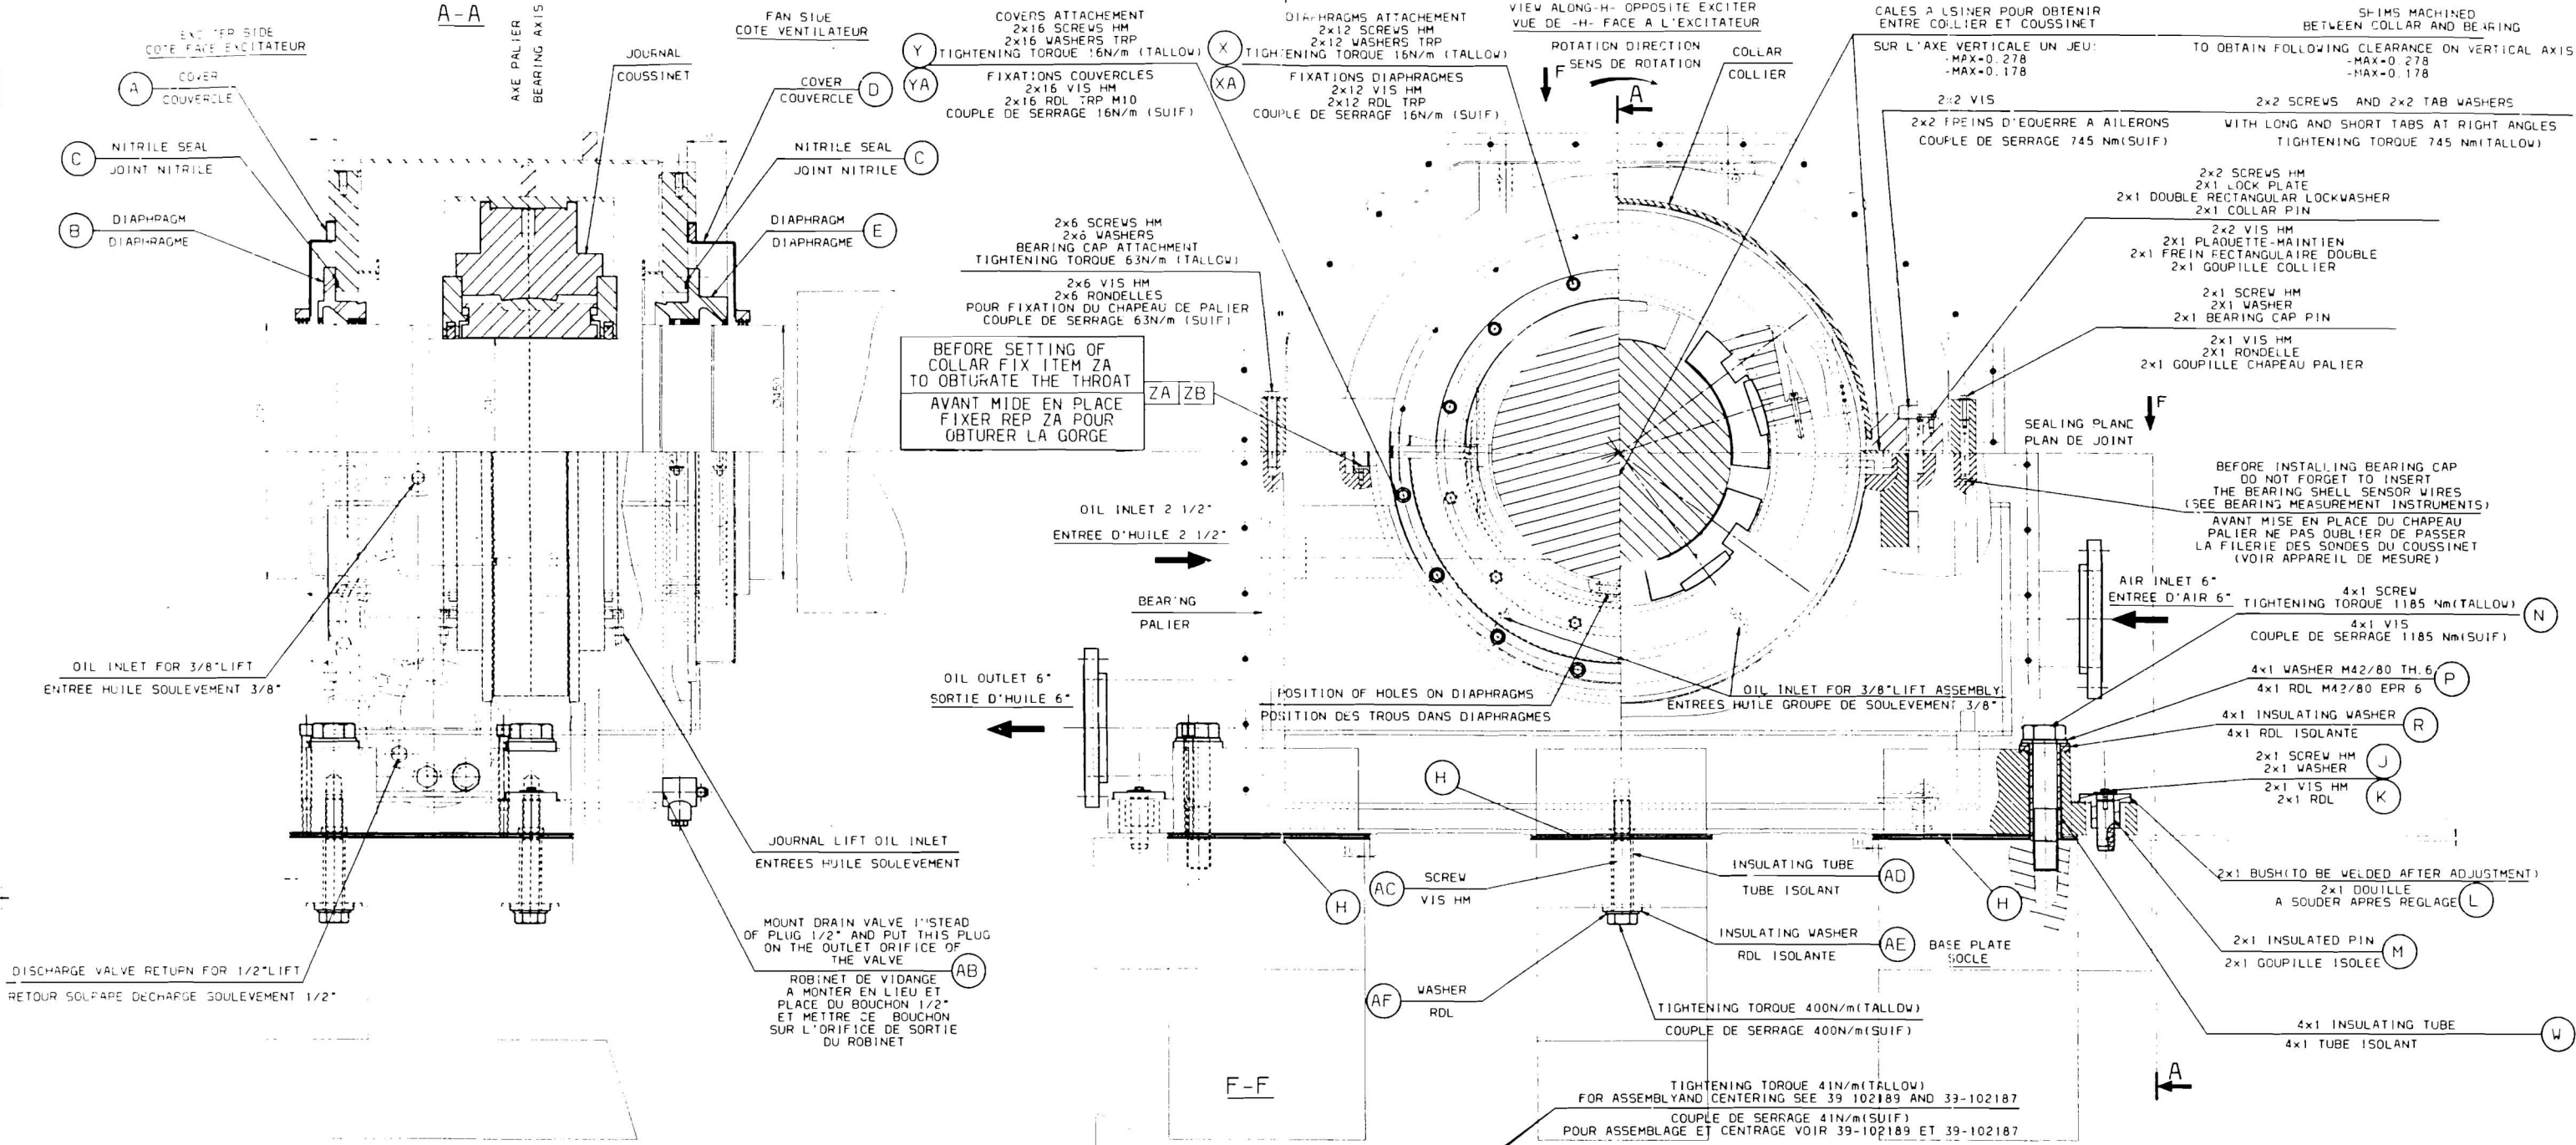 A-A
COTE FACE EXCITATEUR
AXE PALIER
BEARING AXIS
FAN SIDE
COTE VENTILATEUR
A
COVER
COUVERCLE
JOURNAL
COUSSINET
COVER
COUVERCLE
D
C
NITRILE SEAL
JOINT NITRILE
NITRILE SEAL
JOINT NITRILE
C
B
DIAPHRAGM
DIAPHRAGME
DIAPHRAGM
DIAPHRAGME
E
OIL INLET FOR 3/8"LIFT
ENTREE HUILE SOULEVEMENT 3/8"
JOURNAL LIFT OIL INLET
ENTREES HUILE SOULEVEMENT
DISCHARGE VALVE RETURN FOR 1/2"LIFT
RETOUR SOUPAPE DECHARGE SOULEVEMENT 1/2"
MOUNT DRAIN VALVE INSTEAD
OF PLUG 1/2" AND PUT THIS PLUG
ON THE OUTLET ORIFICE OF
THE VALVE
ROBINET DE VIDANGE
A MONTER EN LIEU ET
PLACE DU BOUCHON 1/2"
ET METTRE CE BOUCHON
SUR L'ORIFICE DE SORTIE
DU ROBINET
AB
COVERS ATTACHEMENT
2x16 SCREWS HM
2x16 WASHERS TRP
TIGHTENING TORQUE 16N/m (TALLOW)
Y
YA
FIXATIONS COUVERCLES
2x16 VIS HM
2x16 RDL TRP M10
COUPLE DE SERRAGE 16N/m (SUIF)
DIAPHRAGMS ATTACHEMENT
2x12 SCREWS HM
2x12 WASHERS TRP
TIGHTENING TORQUE 16N/m (TALLOW)
X
XA
FIXATIONS DIAPHRAGMES
2x12 VIS HM
2x12 RDL TRP
COUPLE DE SERRAGE 16N/m (SUIF)
VIEW ALONG-H- OPPOSITE EXCITER
VUE DE -H- FACE A L'EXCITATEUR
ROTATION DIRECTION
SENS DE ROTATION
F
A
COLLAR
COLLIER
CALES A USINER POUR OBTENIR
ENTRE COLLIER ET COUSSINET
SUR L'AXE VERTICALE UN JEU:
-MAX=0.278
-MAX=0.178
SHIMS MACHINED
BETWEEN COLLAR AND BEARING
TO OBTAIN FOLLOWING CLEARANCE ON VERTICAL AXIS
-MAX=0.278
-MAX=0.178
2x2 VIS
2x2 FREINS D'EQUERRE A AILERONS
COUPLE DE SERRAGE 745 Nm(SUIF)
2x2 SCREWS AND 2x2 TAB WASHERS
WITH LONG AND SHORT TABS AT RIGHT ANGLES
TIGHTENING TORQUE 745 Nm(TALLOW)
2x2 SCREWS HM
2X1 LOCK PLATE
2x1 DOUBLE RECTANGULAR LOCKWASHER
2x1 COLLAR PIN
2x2 VIS HM
2X1 PLAQUETTE-MAINTIEN
2x1 FREIN RECTANGULAIRE DOUBLE
2x1 GOUPILLE COLLIER
2x1 SCREW HM
2X1 WASHER
2x1 BEARING CAP PIN
2x1 VIS HM
2X1 RONDELLE
2x1 GOUPILLE CHAPEAU PALIER
2x6 SCREWS HM
2x6 WASHERS
BEARING CAP ATTACHMENT
TIGHTENING TORQUE 63N/m (TALLOW)
2x6 VIS HM
2x6 RONDELLES
POUR FIXATION DU CHAPEAU DE PALIER
COUPLE DE SERRAGE 63N/m (SUIF)
BEFORE SETTING OF
COLLAR FIX ITEM ZA
TO OBTURATE THE THROAT
AVANT MIDE EN PLACE
FIXER REP ZA POUR
OBTURER LA GORGE
ZA ZB
F
SEALING PLANE
PLAN DE JOINT
BEFORE INSTALLING BEARING CAP
DO NOT FORGET TO INSERT
THE BEARING SHELL SENSOR WIRES
(SEE BEARING MEASUREMENT INSTRUMENTS)
AVANT MISE EN PLACE DU CHAPEAU
PALIER NE PAS OUBLIER DE PASSER
LA FILERIE DES SONDES DU COUSSINET
(VOIR APPAREIL DE MESURE)
OIL INLET 2 1/2"
ENTREE D'HUILE 2 1/2"
BEARING
PALIER
OIL OUTLET 6"
SORTIE D'HUILE 6"
AIR INLET 6"
ENTREE D'AIR 6"
4x1 SCREW
TIGHTENING TORQUE 1185 Nm(TALLOW)
4x1 VIS
COUPLE DE SERRAGE 1185 Nm(SUIF)
N
POSITION OF HOLES ON DIAPHRAGMS
POSITION DES TROUS DANS DIAPHRAGMES
OIL INLET FOR 3/8"LIFT ASSEMBLY
ENTREES HUILE GROUPE DE SOULEVEMENT 3/8"
4x1 WASHER M42/80 TH.6
4x1 RDL M42/80 EPR 6
P
4x1 INSULATING WASHER
4x1 RDL ISOLANTE
R
2x1 SCREW HM
2x1 WASHER
J
2x1 VIS HM
2x1 RDL
K
H
H
H
AC
SCREW
VIS HM
INSULATING TUBE
TUBE ISOLANT
AD
INSULATING WASHER
RDL ISOLANTE
AE
BASE PLATE
SOCLE
AF
WASHER
RDL
TIGHTENING TORQUE 400N/m(TALLOW)
COUPLE DE SERRAGE 400N/m(SUIF)
2x1 BUSH(TO BE WELDED AFTER ADJUSTMENT)
2x1 DOUILLE
A SOUDER APRES REGLAGE
L
2x1 INSULATED PIN
2x1 GOUPILLE ISOLEE
M
4x1 INSULATING TUBE
4x1 TUBE ISOLANT
W
F-F
A
TIGHTENING TORQUE 41N/m(TALLOW)
FOR ASSEMBLYAND CENTERING SEE 39 102189 AND 39-102187
COUPLE DE SERRAGE 41N/m(SUIF)
POUR ASSEMBLAGE ET CENTRAGE VOIR 39-102189 ET 39-102187